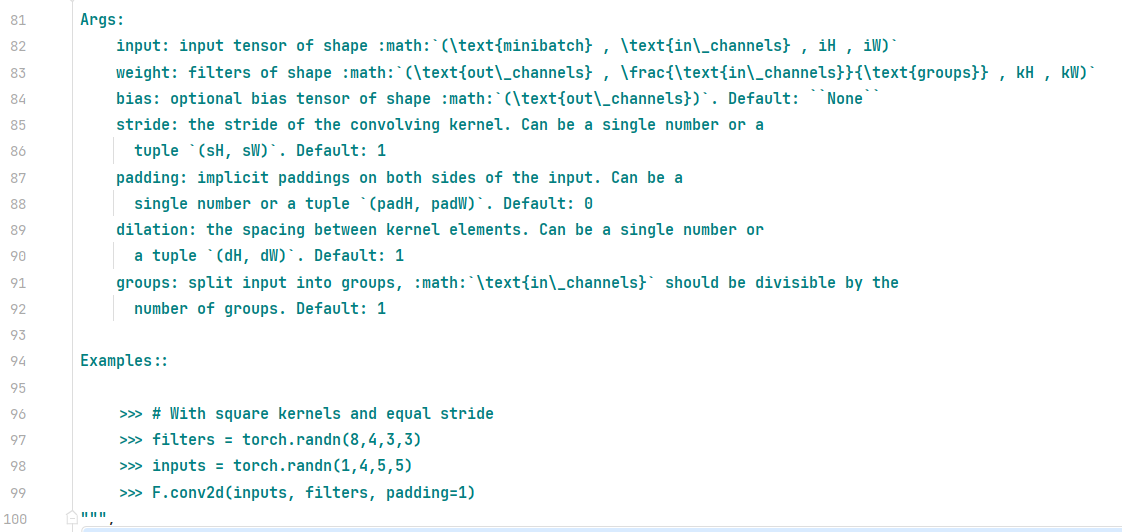 81 Args:
82 input: input tensor of shape :math:`(\text{minibatch} , \text{in\_channels} , iH , iW)`
83 weight: filters of shape :math:`(\text{out\_channels} , \frac{\text{in\_channels}}{\text{groups}} , kH , kW)`
84 bias: optional bias tensor of shape :math:`(\text{out\_channels})`. Default: ``None``
85 stride: the stride of the convolving kernel. Can be a single number or a
86 tuple `(sH, sW)`. Default: 1
87 padding: implicit paddings on both sides of the input. Can be a
88 single number or a tuple `(padH, padW)`. Default: 0
89 dilation: the spacing between kernel elements. Can be a single number or
90 a tuple `(dH, dW)`. Default: 1
91 groups: split input into groups, :math:`\text{in\_channels}` should be divisible by the
92 number of groups. Default: 1
93
94 Examples::
95
96 >>> # With square kernels and equal stride
97 >>> filters = torch.randn(8,4,3,3)
98 >>> inputs = torch.randn(1,4,5,5)
99 >>> F.conv2d(inputs, filters, padding=1)
100 """,